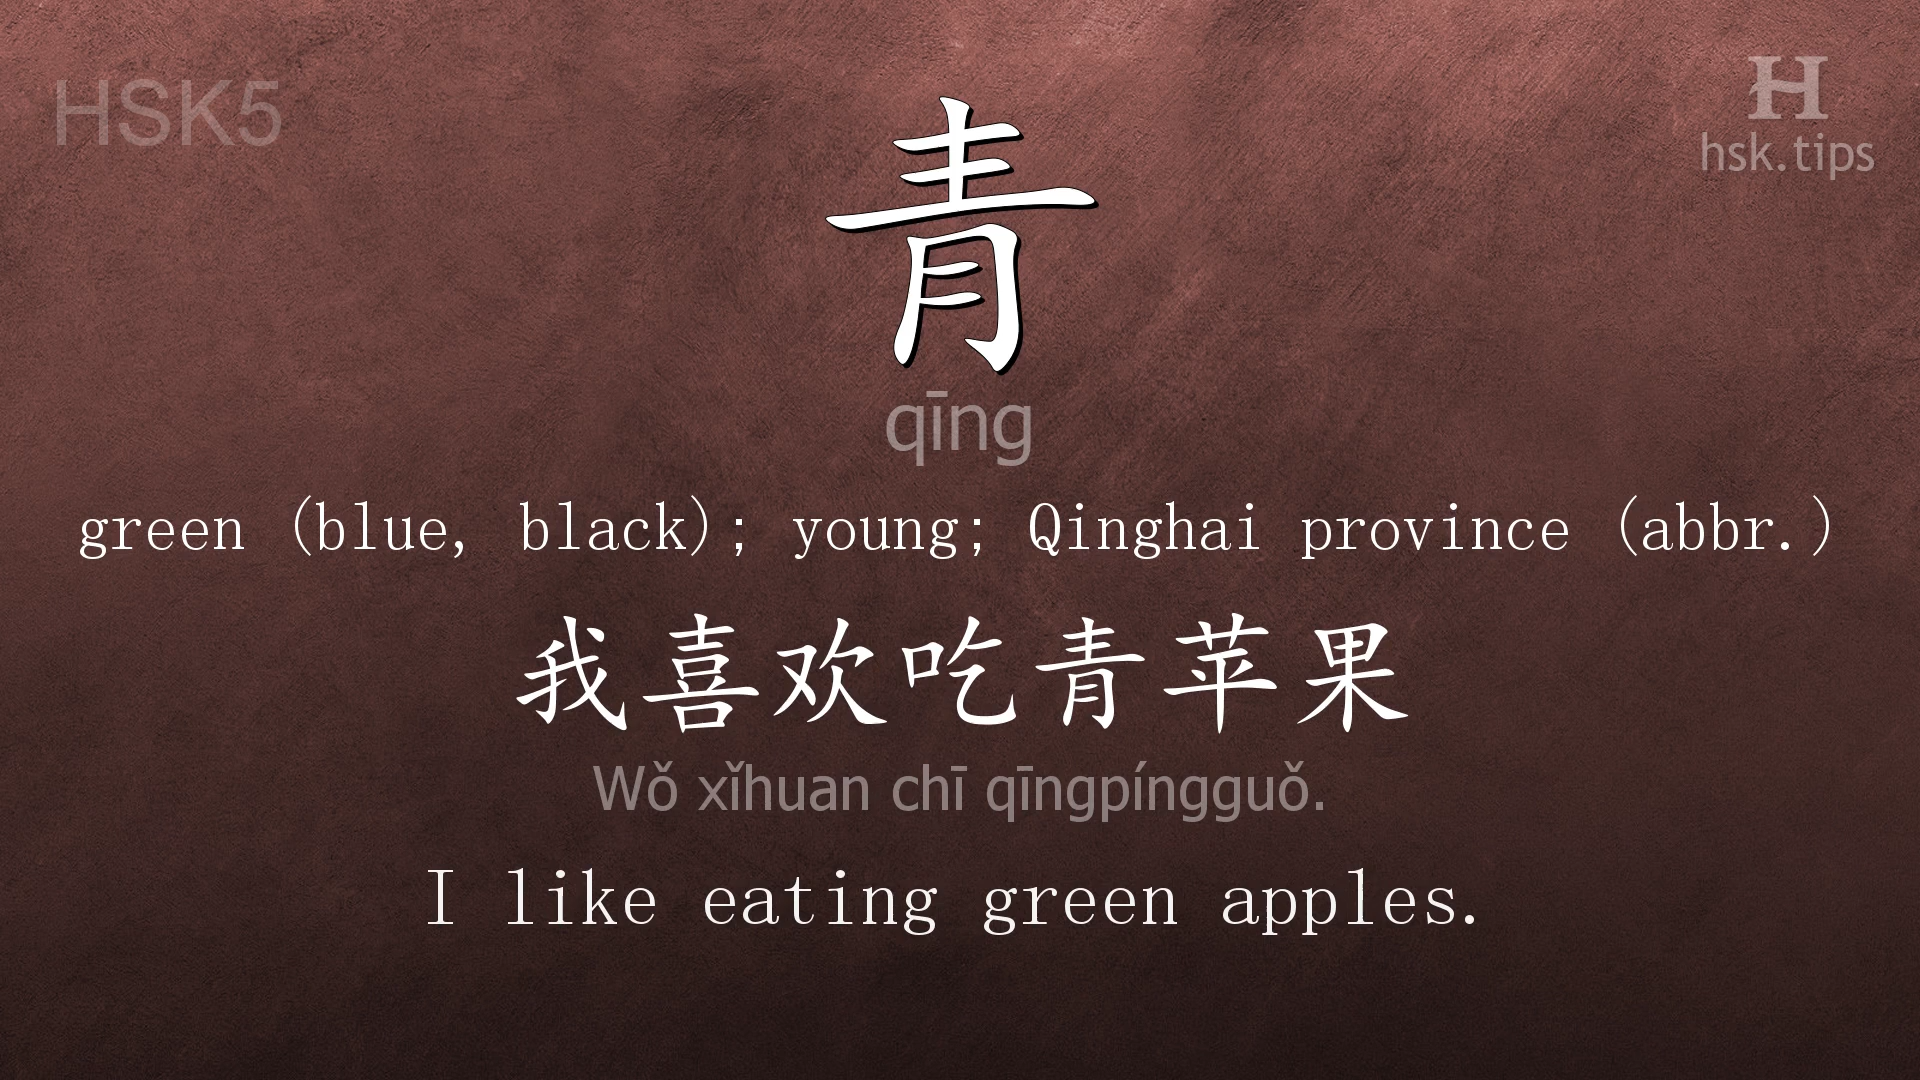 HSK5
H
hsk.tips
青
qīng
green (blue, black); young; Qinghai province (abbr.)
我喜欢吃青苹果
Wǒ xǐhuan chī qīngpíngguǒ.
I like eating green apples.